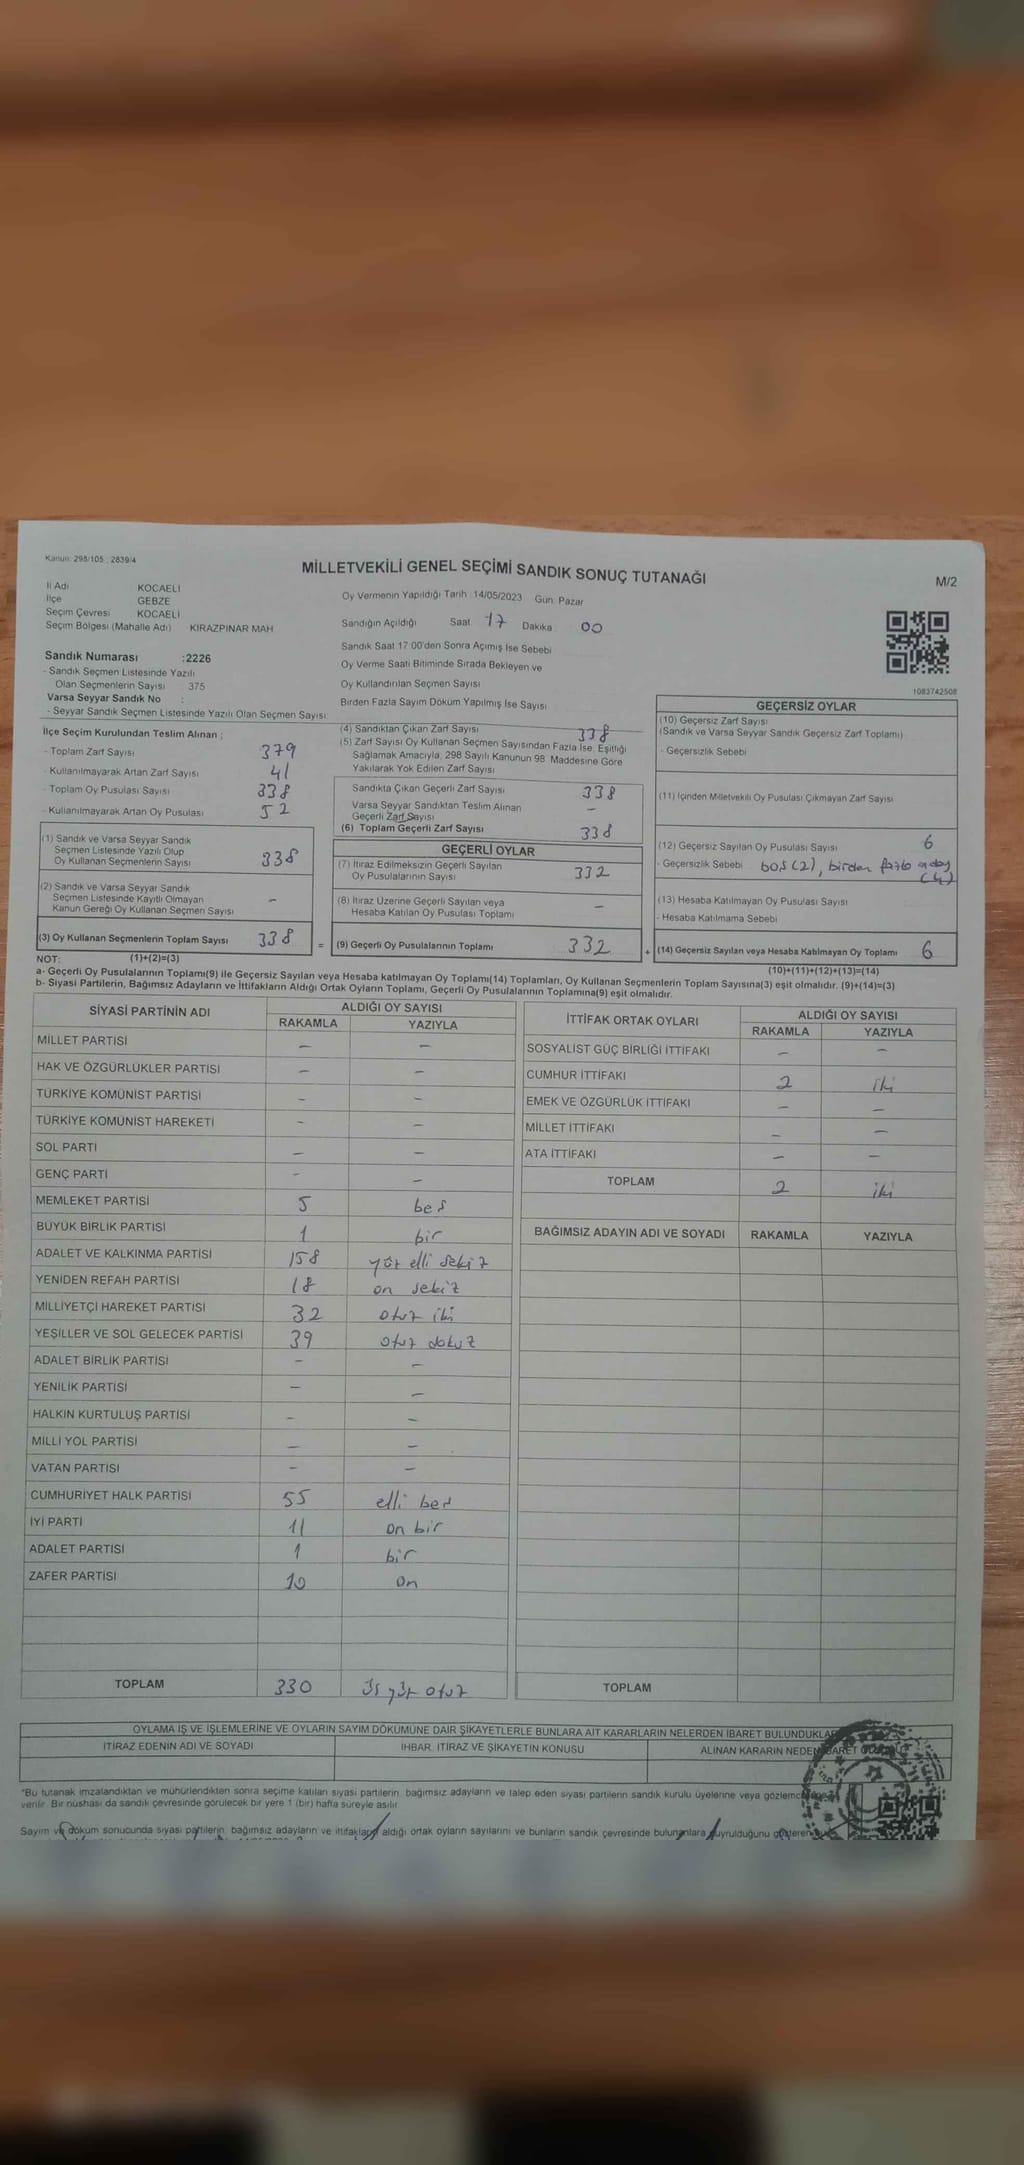 Kanun: 298/105, 2839/4
MİLLETVEKİLİ GENEL SEÇİMİ SANDIK SONUÇ TUTANAĞI
M/2
İl Adı KOCAELİ
İlçe GEBZE
Seçim Çevresi KOCAELİ
Seçim Bölgesi (Mahalle Adı) KIRAZPINAR MAH
Sandık Numarası :2226
- Sandık Seçmen Listesinde Yazılı
Olan Seçmenlerin Sayısı : 375
Varsa Seyyar Sandık No :
- Seyyar Sandık Seçmen Listesinde Yazılı Olan Seçmen Sayısı:
Oy Vermenin Yapıldığı Tarih :14/05/2023 Gün: Pazar
Sandığın Açıldığı Saat 17 Dakika 00
Sandık Saat 17:00'den Sonra Açımış İse Sebebi
Oy Verme Saati Bitiminde Sırada Bekleyen ve
Oy Kullandırılan Seçmen Sayısı
Birden Fazla Sayım Döküm Yapılmış İse Sayısı
1083742508
İlçe Seçim Kurulundan Teslim Alınan ;
- Toplam Zarf Sayısı 379
- Kullanılmayarak Artan Zarf Sayısı 41
- Toplam Oy Pusulası Sayısı 338
- Kullanılmayarak Artan Oy Pusulası 52
(1) Sandık ve Varsa Seyyar Sandık
Seçmen Listesinde Yazılı Olup
Oy Kullanan Seçmenlerin Sayısı 338
(2) Sandık ve Varsa Seyyar Sandık
Seçmen Listesinde Kayıtlı Olmayan
Kanun Gereği Oy Kullanan Seçmen Sayısı -
(3) Oy Kullanan Seçmenlerin Toplam Sayısı 338 =
(1)+(2)=(3)
(4) Sandıktan Çıkan Zarf Sayısı 338
(5) Zarf Sayısı Oy Kullanan Seçmen Sayısından Fazla İse, Eşitliği
Sağlamak Amacıyla, 298 Sayılı Kanunun 98. Maddesine Göre
Yakılarak Yok Edilen Zarf Sayısı
Sandıkta Çıkan Geçerli Zarf Sayısı 338
Varsa Seyyar Sandıktan Teslim Alınan
Geçerli Zarf Sayısı -
(6) Toplam Geçerli Zarf Sayısı 338
GEÇERLİ OYLAR
(7) İtiraz Edilmeksizin Geçerli Sayılan
Oy Pusulalarının Sayısı 332
(8) İtiraz Üzerine Geçerli Sayılan veya
Hesaba Katılan Oy Pusulası Toplamı -
(9) Geçerli Oy Pusulalarının Toplamı 332 +
GEÇERSİZ OYLAR
(10) Geçersiz Zarf Sayısı
(Sandık ve Varsa Seyyar Sandık Geçersiz Zarf Toplamı)
- Geçersizlik Sebebi
(11) İçinden Milletvekili Oy Pusulası Çıkmayan Zarf Sayısı
(12) Geçersiz Sayılan Oy Pusulası Sayısı 6
- Geçersizlik Sebebi boş (2), birden fazla aday
(4)
(13) Hesaba Katılmayan Oy Pusulası Sayısı
- Hesaba Katılmama Sebebi
(14) Geçersiz Sayılan veya Hesaba Katılmayan Oy Toplamı 6
(10)+(11)+(12)+(13)=(14)
NOT:
a- Geçerli Oy Pusulalarının Toplamı(9) ile Geçersiz Sayılan veya Hesaba katılmayan Oy Toplamı(14) Toplamları, Oy Kullanan Seçmenlerin Toplam Sayısına(3) eşit olmalıdır. (9)+(14)=(3)
b- Siyasi Partilerin, Bağımsız Adayların ve İttifakların Aldığı Ortak Oyların Toplamı, Geçerli Oy Pusulalarının Toplamına(9) eşit olmalıdır.
SİYASİ PARTİNİN ADI ALDIĞI OY SAYISI
RAKAMLA YAZIYLA
MİLLET PARTİSİ - -
HAK VE ÖZGÜRLÜKLER PARTİSİ - -
TÜRKİYE KOMÜNİST PARTİSİ - -
TÜRKİYE KOMÜNİST HAREKETİ - -
SOL PARTİ - -
GENÇ PARTİ - -
MEMLEKET PARTİSİ 5 beş
BÜYÜK BİRLİK PARTİSİ 1 bir
ADALET VE KALKINMA PARTİSİ 158 yüz elli sekiz
YENİDEN REFAH PARTİSİ 18 on sekiz
MİLLİYETÇİ HAREKET PARTİSİ 32 otuz iki
YEŞİLLER VE SOL GELECEK PARTİSİ 39 otuz dokuz
ADALET BİRLİK PARTİSİ - -
YENİLİK PARTİSİ - -
HALKIN KURTULUŞ PARTİSİ - -
MİLLİ YOL PARTİSİ - -
VATAN PARTİSİ - -
CUMHURİYET HALK PARTİSİ 55 elli beş
İYİ PARTİ 11 on bir
ADALET PARTİSİ 1 bir
ZAFER PARTİSİ 10 on
TOPLAM 330 üç yüz otuz
İTTİFAK ORTAK OYLARI ALDIĞI OY SAYISI
RAKAMLA YAZIYLA
SOSYALİST GÜÇ BİRLİĞİ İTTİFAKI - -
CUMHUR İTTİFAKI 2 iki
EMEK VE ÖZGÜRLÜK İTTİFAKI - -
MİLLET İTTİFAKI - -
ATA İTTİFAKI - -
TOPLAM 2 iki
BAĞIMSIZ ADAYIN ADI VE SOYADI RAKAMLA YAZIYLA
TOPLAM
OYLAMA İŞ VE İŞLEMLERİNE VE OYLARIN SAYIM DÖKÜMÜNE DAİR ŞİKAYETLERLE BUNLARA AİT KARARLARIN NELERDEN İBARET BULUNDUKLA
İTİRAZ EDENİN ADI VE SOYADI İHBAR, İTİRAZ VE ŞİKAYETİN KONUSU ALINAN KARARIN NEDEN İBARET
*Bu tutanak imzalandıktan ve mühürlendikten sonra seçime katılan siyasi partilerin, bağımsız adayların ve talep eden siyasi partilerin sandık kurulu üyelerine veya gözlemcilerine
verilir. Bir nüshası da sandık çevresinde görülecek bir yere 1 (bir) hafta süreyle asılır.
Sayım ve döküm sonucunda siyasi partilerin, bağımsız adayların ve ittifakların aldığı ortak oyların sayılarını ve bunların sandık çevresinde bulunanlara duyrulduğunu gösteren